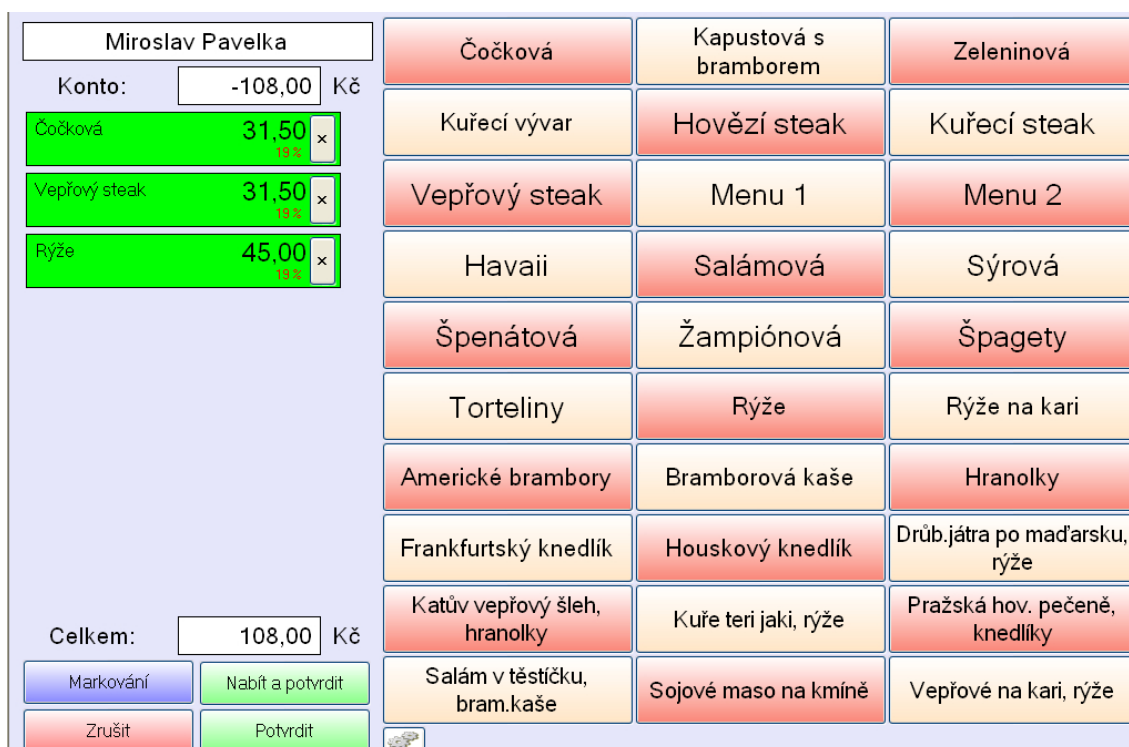 Miroslav Pavelka
Konto: -108,00 Kč
Čočková 31,50 ×
19 %
Vepřový steak 31,50 ×
19 %
Rýže 45,00 ×
19 %
Celkem: 108,00 Kč
Markování Nabít a potvrdit
Zrušit Potvrdit
Čočková
Kapustová s
bramborem
Zeleninová
Kuřecí vývar
Hovězí steak
Kuřecí steak
Vepřový steak
Menu 1
Menu 2
Havaii
Salámová
Sýrová
Špenátová
Žampiónová
Špagety
Torteliny
Rýže
Rýže na kari
Americké brambory
Bramborová kaše
Hranolky
Frankfurtský knedlík
Houskový knedlík
Drůb.játra po maďarsku,
rýže
Katův vepřový šleh,
hranolky
Kuře teri jaki, rýže
Pražská hov. pečeně,
knedlíky
Salám v těstíčku,
bram.kaše
Sojové maso na kmíně
Vepřové na kari, rýže